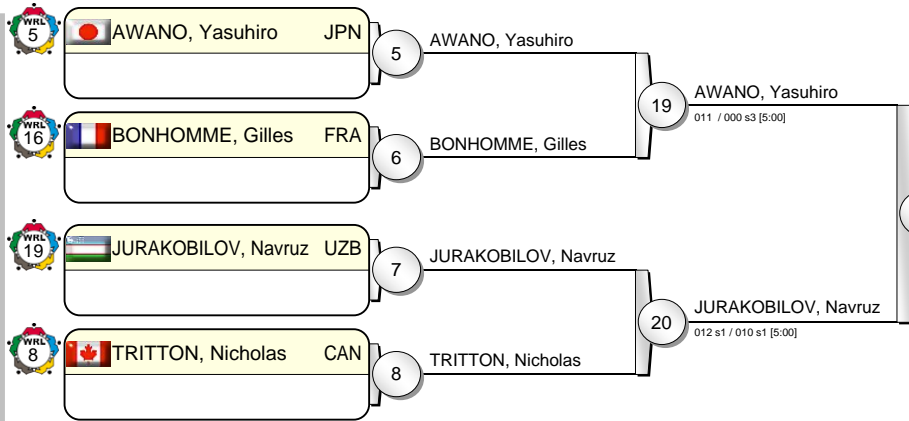 WRL
5
AWANO, Yasuhiro JPN
5
AWANO, Yasuhiro
19
AWANO, Yasuhiro
011 / 000 s3 [5:00]
WRL
16
BONHOMME, Gilles FRA
6
BONHOMME, Gilles
WRL
19
JURAKOBILOV, Navruz UZB
7
JURAKOBILOV, Navruz
20
JURAKOBILOV, Navruz
012 s1 / 010 s1 [5:00]
WRL
8
TRITTON, Nicholas CAN
8
TRITTON, Nicholas